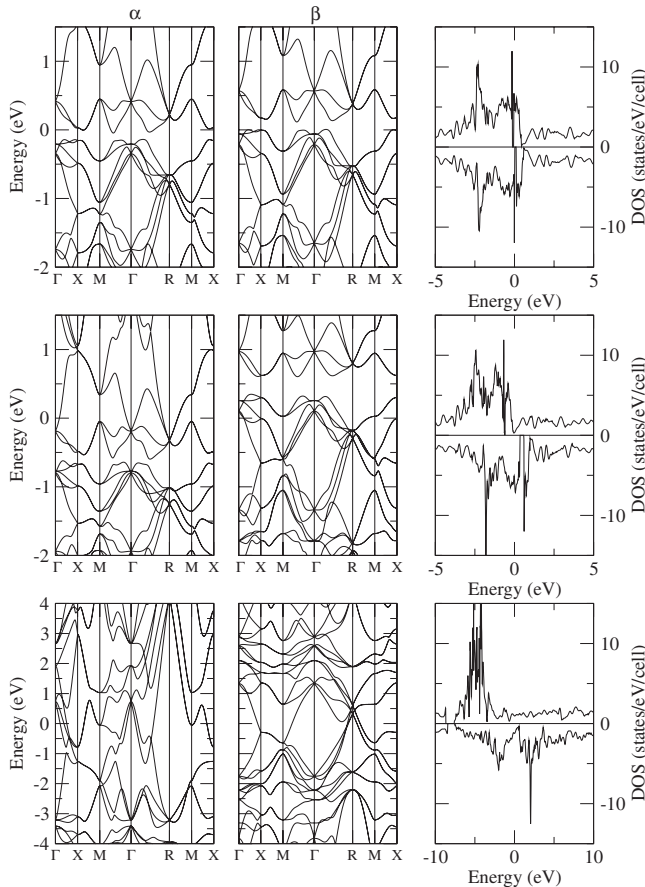 α β
1
0
-1
-2
Energy (eV)
Γ X M Γ R M X
Γ X M Γ R M X
10
0
-10
DOS (states/eV/cell)
-5 0 5
Energy (eV)
1
0
-1
-2
Energy (eV)
Γ X M Γ R M X
Γ X M Γ R M X
10
0
-10
DOS (states/eV/cell)
-5 0 5
Energy (eV)
4
3
2
1
0
-1
-2
-3
-4
Energy (eV)
Γ X M Γ R M X
Γ X M Γ R M X
10
0
-10
DOS (states/eV/cell)
-10 0 10
Energy (eV)